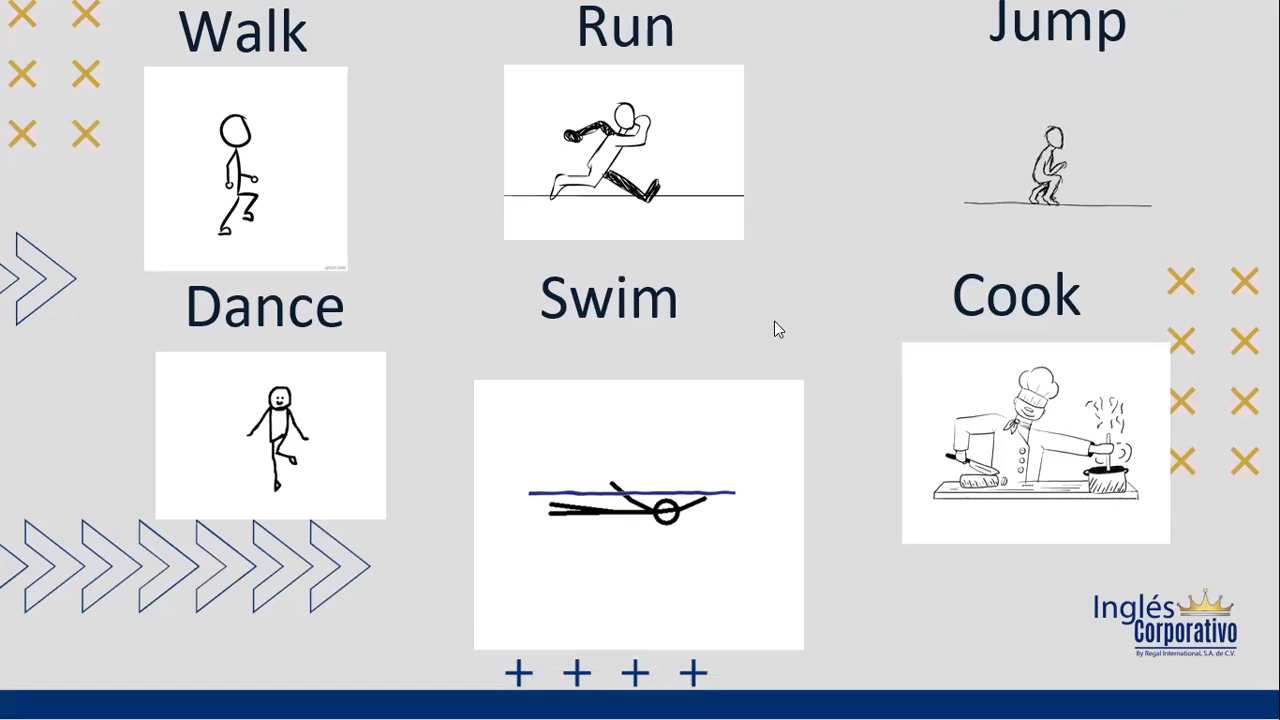 Walk
Run
Jump
Dance
Swim
Cook
Inglés
Corporativo
By Regal International, S.A. de C.V.